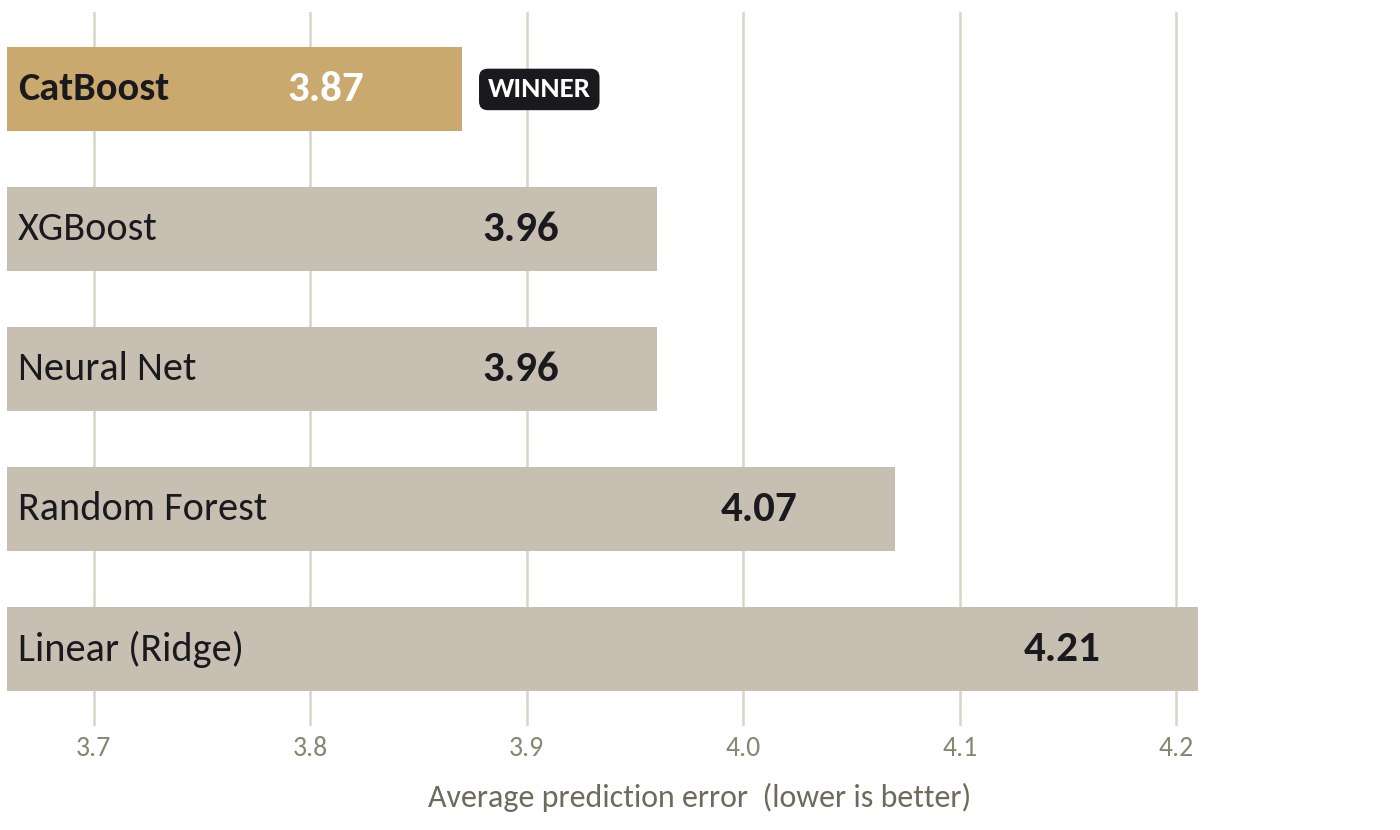 CatBoost 3.87 WINNER
XGBoost 3.96
Neural Net 3.96
Random Forest 4.07
Linear (Ridge) 4.21
3.7 3.8 3.9 4.0 4.1 4.2
Average prediction error (lower is better)